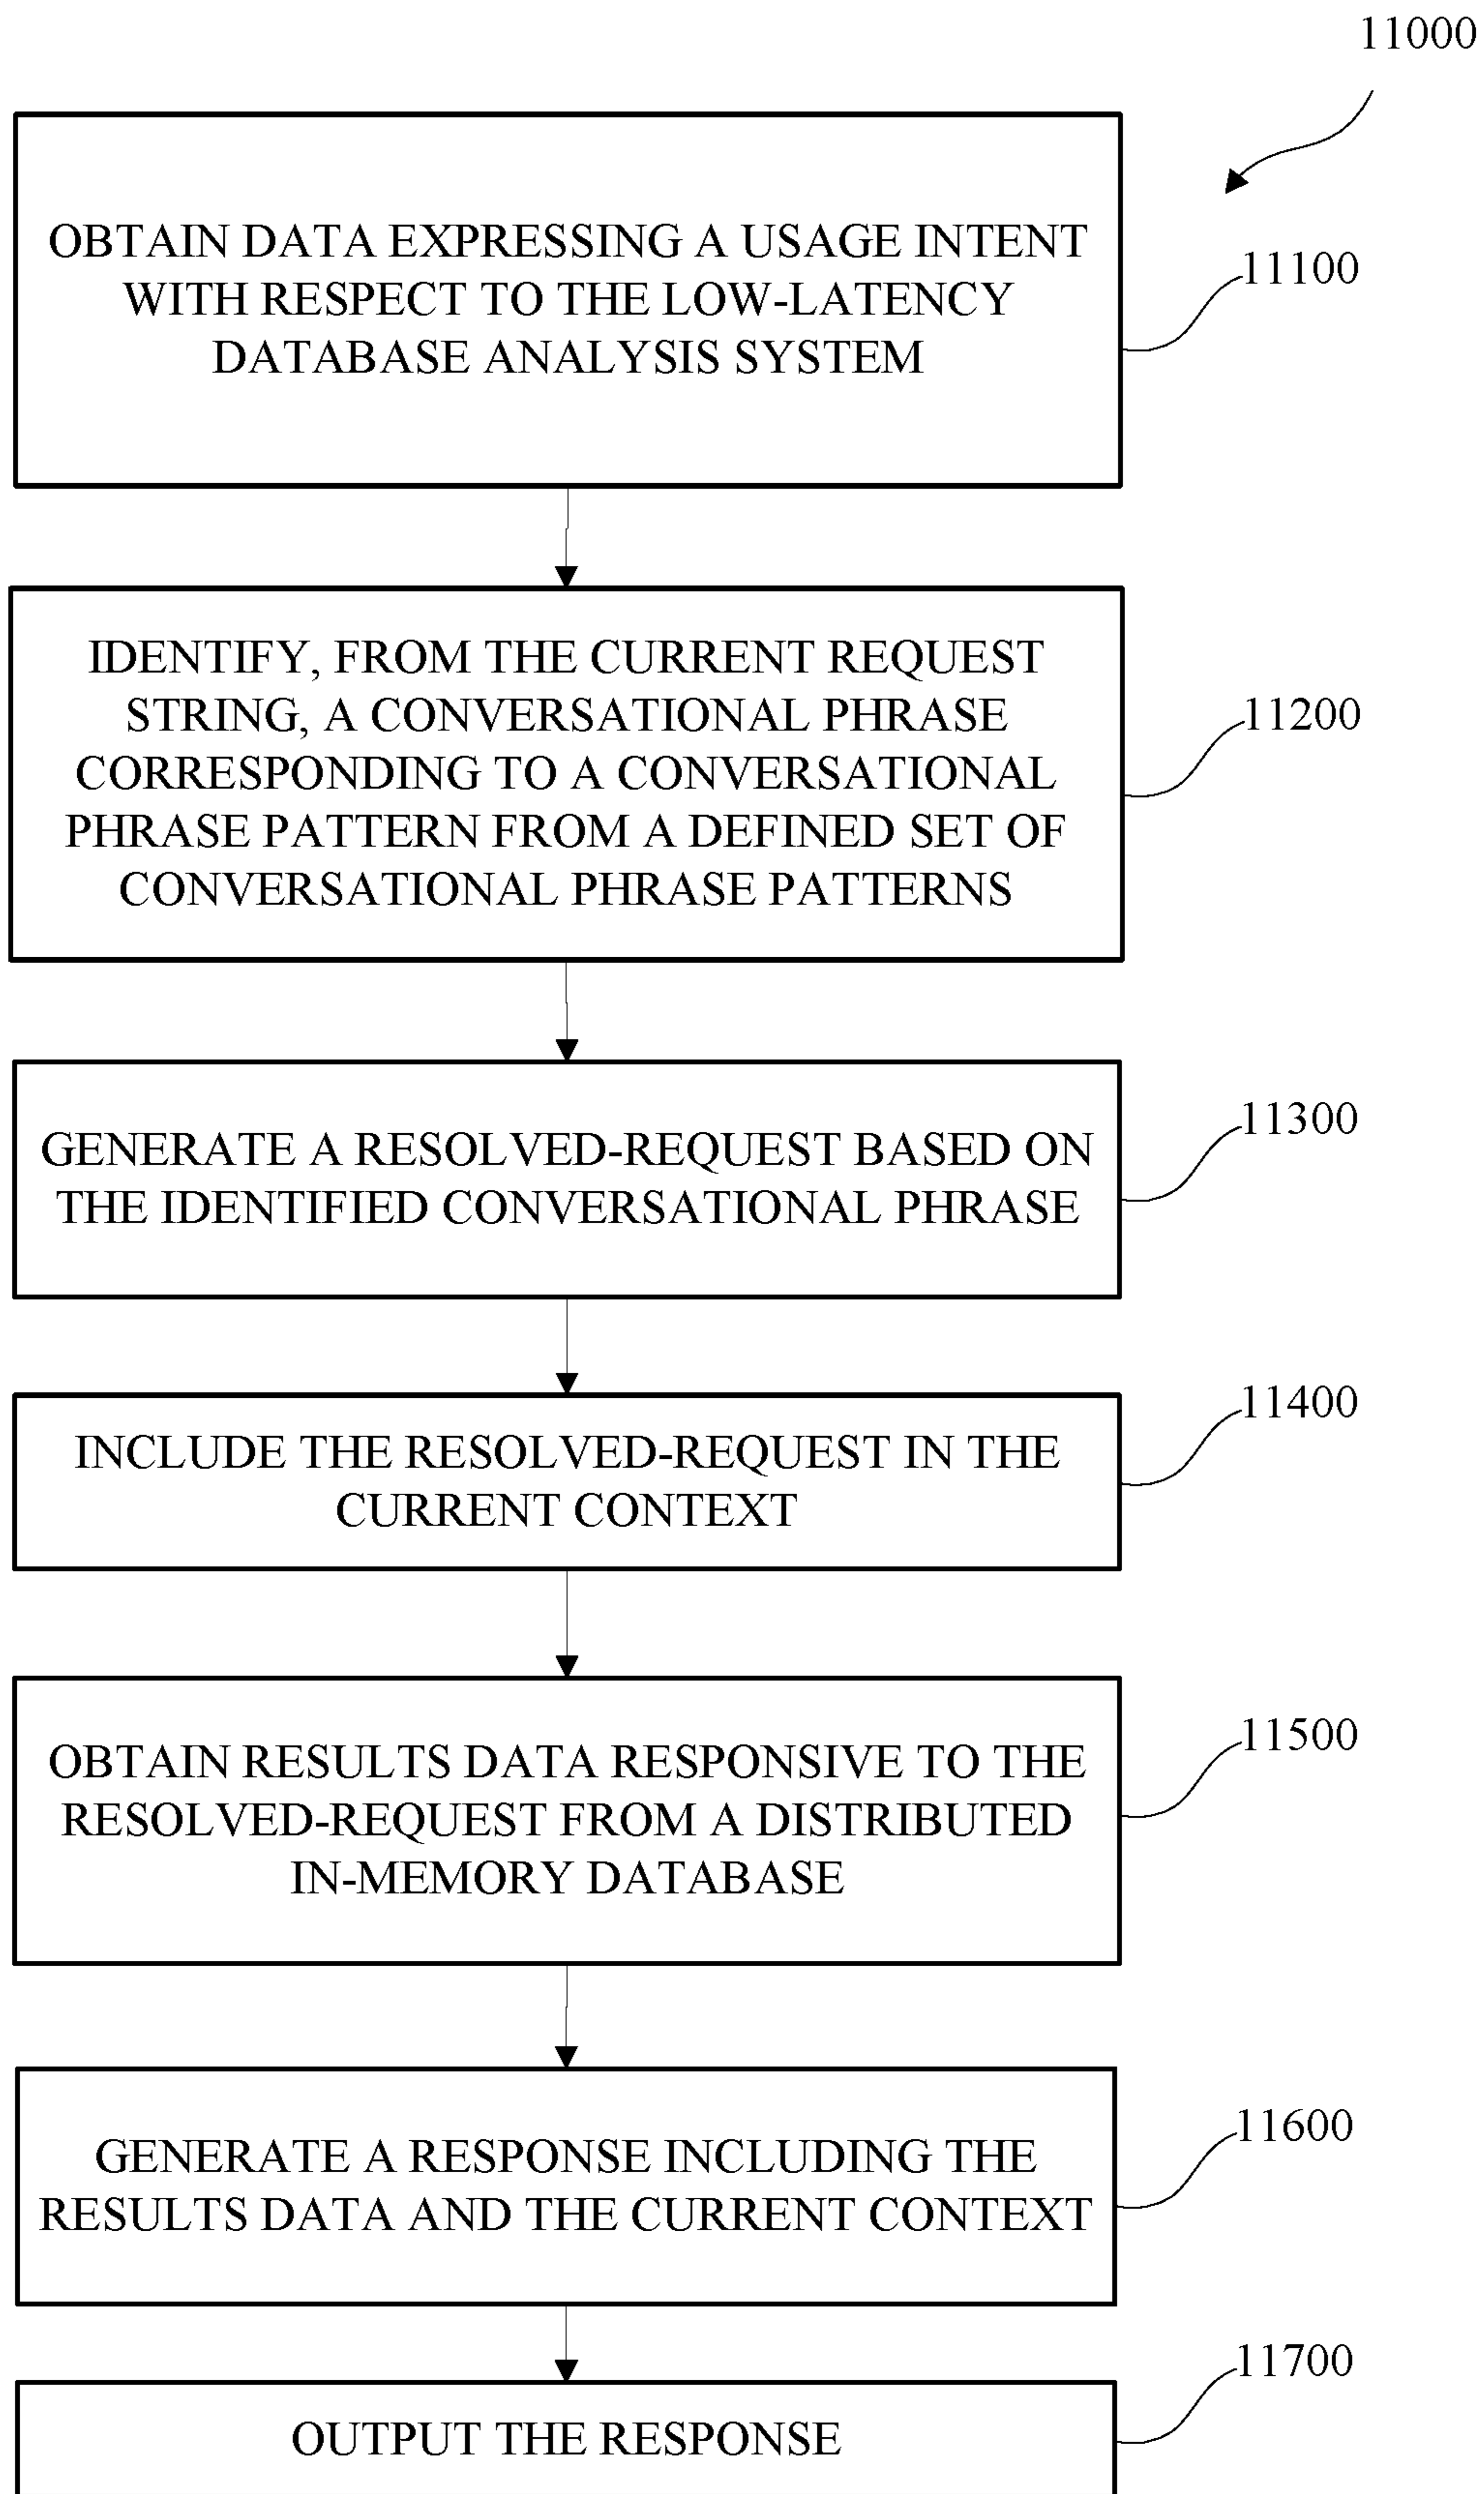 11000
OBTAIN DATA EXPRESSING A USAGE INTENT
WITH RESPECT TO THE LOW-LATENCY
DATABASE ANALYSIS SYSTEM
11100
IDENTIFY, FROM THE CURRENT REQUEST
STRING, A CONVERSATIONAL PHRASE
CORRESPONDING TO A CONVERSATIONAL
PHRASE PATTERN FROM A DEFINED SET OF
CONVERSATIONAL PHRASE PATTERNS
11200
GENERATE A RESOLVED-REQUEST BASED ON
THE IDENTIFIED CONVERSATIONAL PHRASE
11300
INCLUDE THE RESOLVED-REQUEST IN THE
CURRENT CONTEXT
11400
OBTAIN RESULTS DATA RESPONSIVE TO THE
RESOLVED-REQUEST FROM A DISTRIBUTED
IN-MEMORY DATABASE
11500
GENERATE A RESPONSE INCLUDING THE
RESULTS DATA AND THE CURRENT CONTEXT
11600
OUTPUT THE RESPONSE
11700